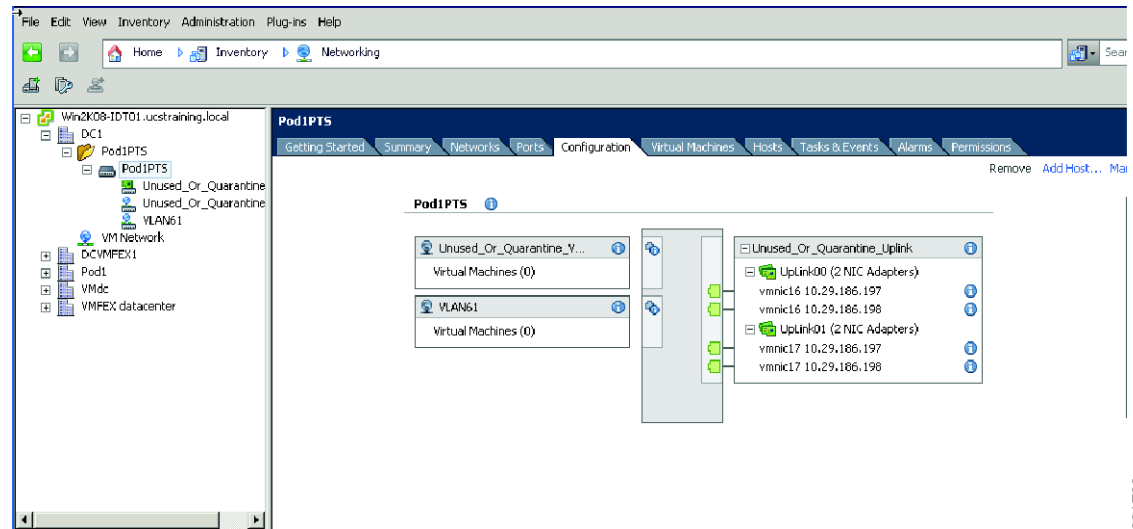 File Edit View Inventory Administration Plug-ins Help
Home Inventory Networking
Sear
Win2K08-IDT01.ucstraining.local
DC1
Pod1PTS
Pod1PTS
Unused_Or_Quarantine
Unused_Or_Quarantine
VLAN61
VM Network
DCVMFEX1
Pod1
VMdc
VMFEX datacenter
Pod1PTS
Getting Started Summary Networks Ports Configuration Virtual Machines Hosts Tasks & Events Alarms Permissions
Remove Add Host... Ma
Pod1PTS
Unused_Or_Quarantine_V...
Virtual Machines (0)
VLAN61
Virtual Machines (0)
Unused_Or_Quarantine_Uplink
UpLink00 (2 NIC Adapters)
vmnic16 10.29.186.197
vmnic16 10.29.186.198
UpLink01 (2 NIC Adapters)
vmnic17 10.29.186.197
vmnic17 10.29.186.198